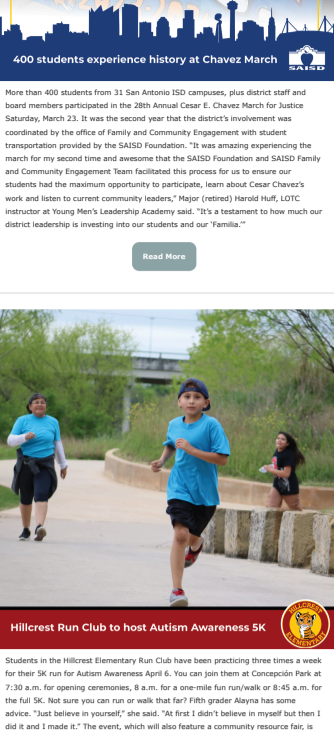 400 students experience history at Chavez March
SAISD
More than 400 students from 31 San Antonio ISD campuses, plus district staff and
board members participated in the 28th Annual Cesar E. Chavez March for Justice
Saturday, March 23. It was the second year that the district's involvement was
coordinated by the office of Family and Community Engagement with student
transportation provided by the SAISD Foundation. “It was amazing experiencing the
march for my second time and awesome that the SAISD Foundation and SAISD Family
and Community Engagement Team facilitated this process for us to ensure our
students had the maximum opportunity to participate, learn about Cesar Chavez's
work and listen to current community leaders,” Major (retired) Harold Huff, LOTC
instructor at Young Men's Leadership Academy said. “It's a testament to how much our
district leadership is investing into our students and our ‘Familia.’”
Read More
Hillcrest Run Club to host Autism Awareness 5K
HILLCREST
ELEMENTARY
Students in the Hillcrest Elementary Run Club have been practicing three times a week
for their 5K run for Autism Awareness April 6. You can join them at Concepción Park at
7:30 a.m. for opening ceremonies, 8 a.m. for a one-mile fun run/walk or 8:45 a.m. for
the full 5K. Not sure you can run or walk that far? Fifth grader Alayna has some
advice. “Just believe in yourself,” she said. “At first I didn't believe in myself but then I
did it and I made it.” The event, which will also feature a community resource fair, is